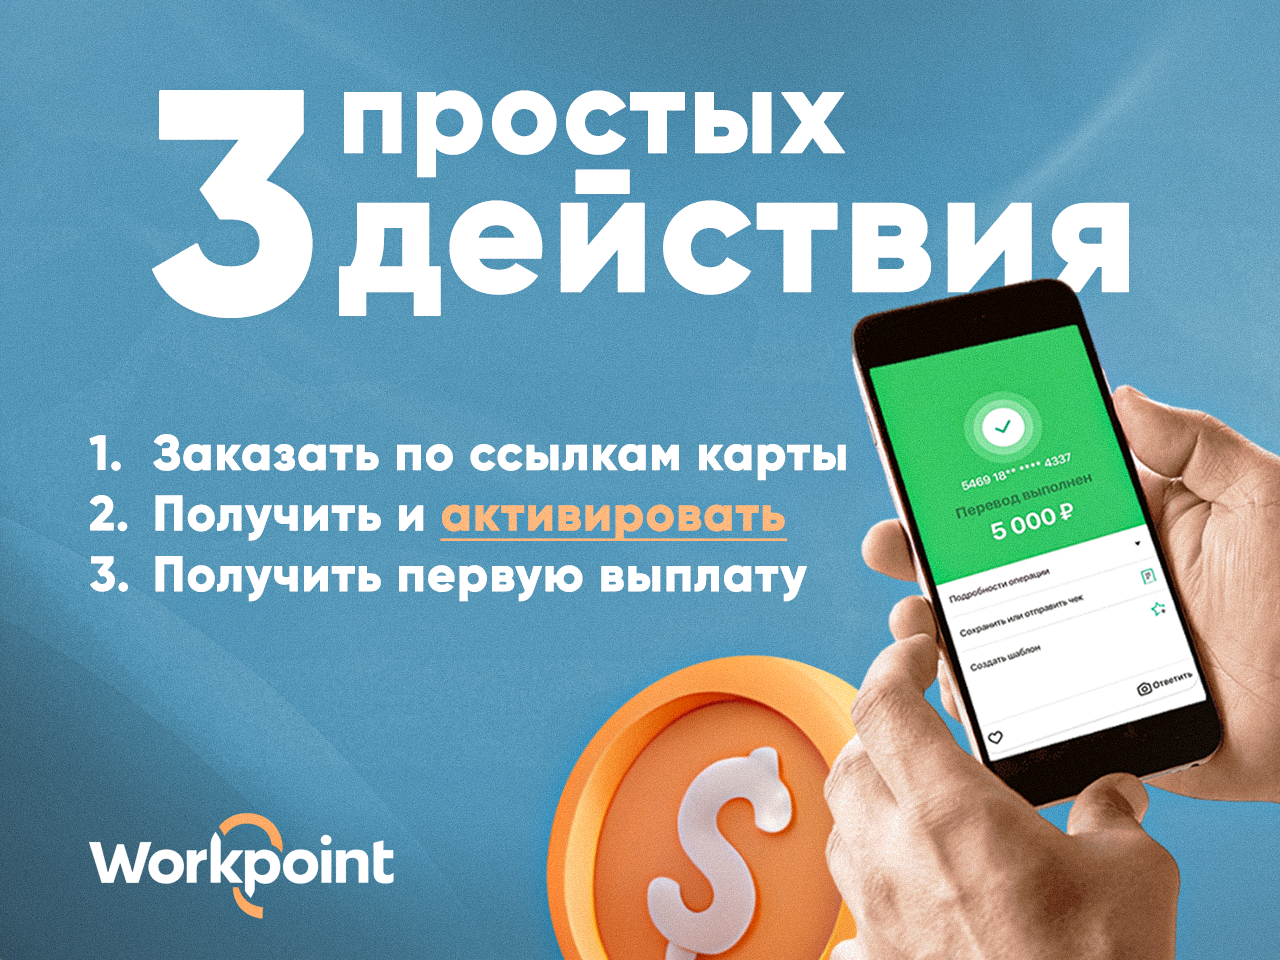 3 простых
действия
1. Заказать по ссылкам карты
2. Получить и активировать
3. Получить первую выплату
5469 18** **** 4337
Перевод выполнен
5 000 ₽
Подробности операции
Сохранить или отправить чек
Создать шаблон
Ответить
Workpoint